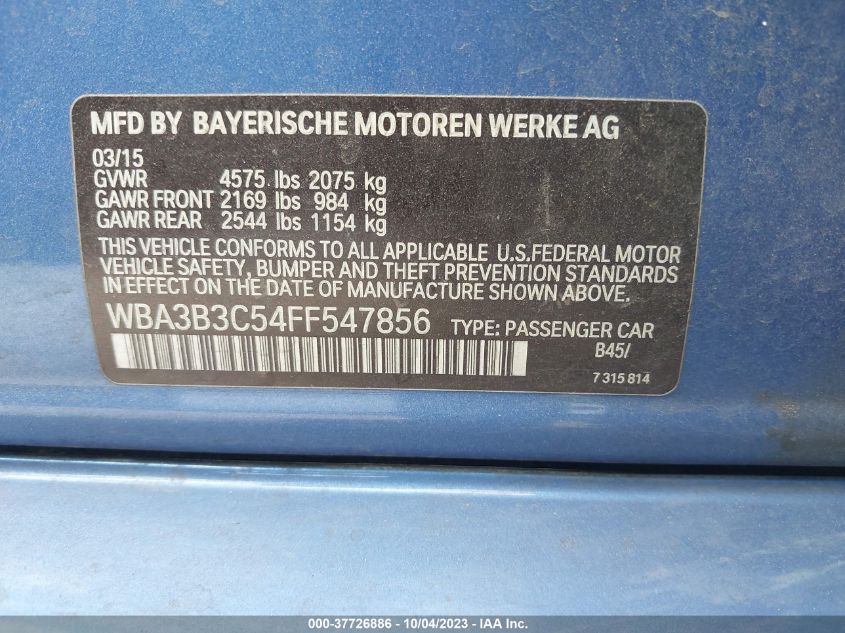 MFD BY BAYERISCHE MOTOREN WERKE AG
03/15
GVWR 4575 lbs 2075 kg
GAWR FRONT 2169 lbs 984 kg
GAWR REAR 2544 lbs 1154 kg
THIS VEHICLE CONFORMS TO ALL APPLICABLE U.S.FEDERAL MOTOR
VEHICLE SAFETY, BUMPER AND THEFT PREVENTION STANDARDS
IN EFFECT ON THE DATE OF MANUFACTURE SHOWN ABOVE.
WBA3B3C54FF547856 TYPE: PASSENGER CAR
B45/
7 315 814
000-37726886 - 10/04/2023 - IAA Inc.